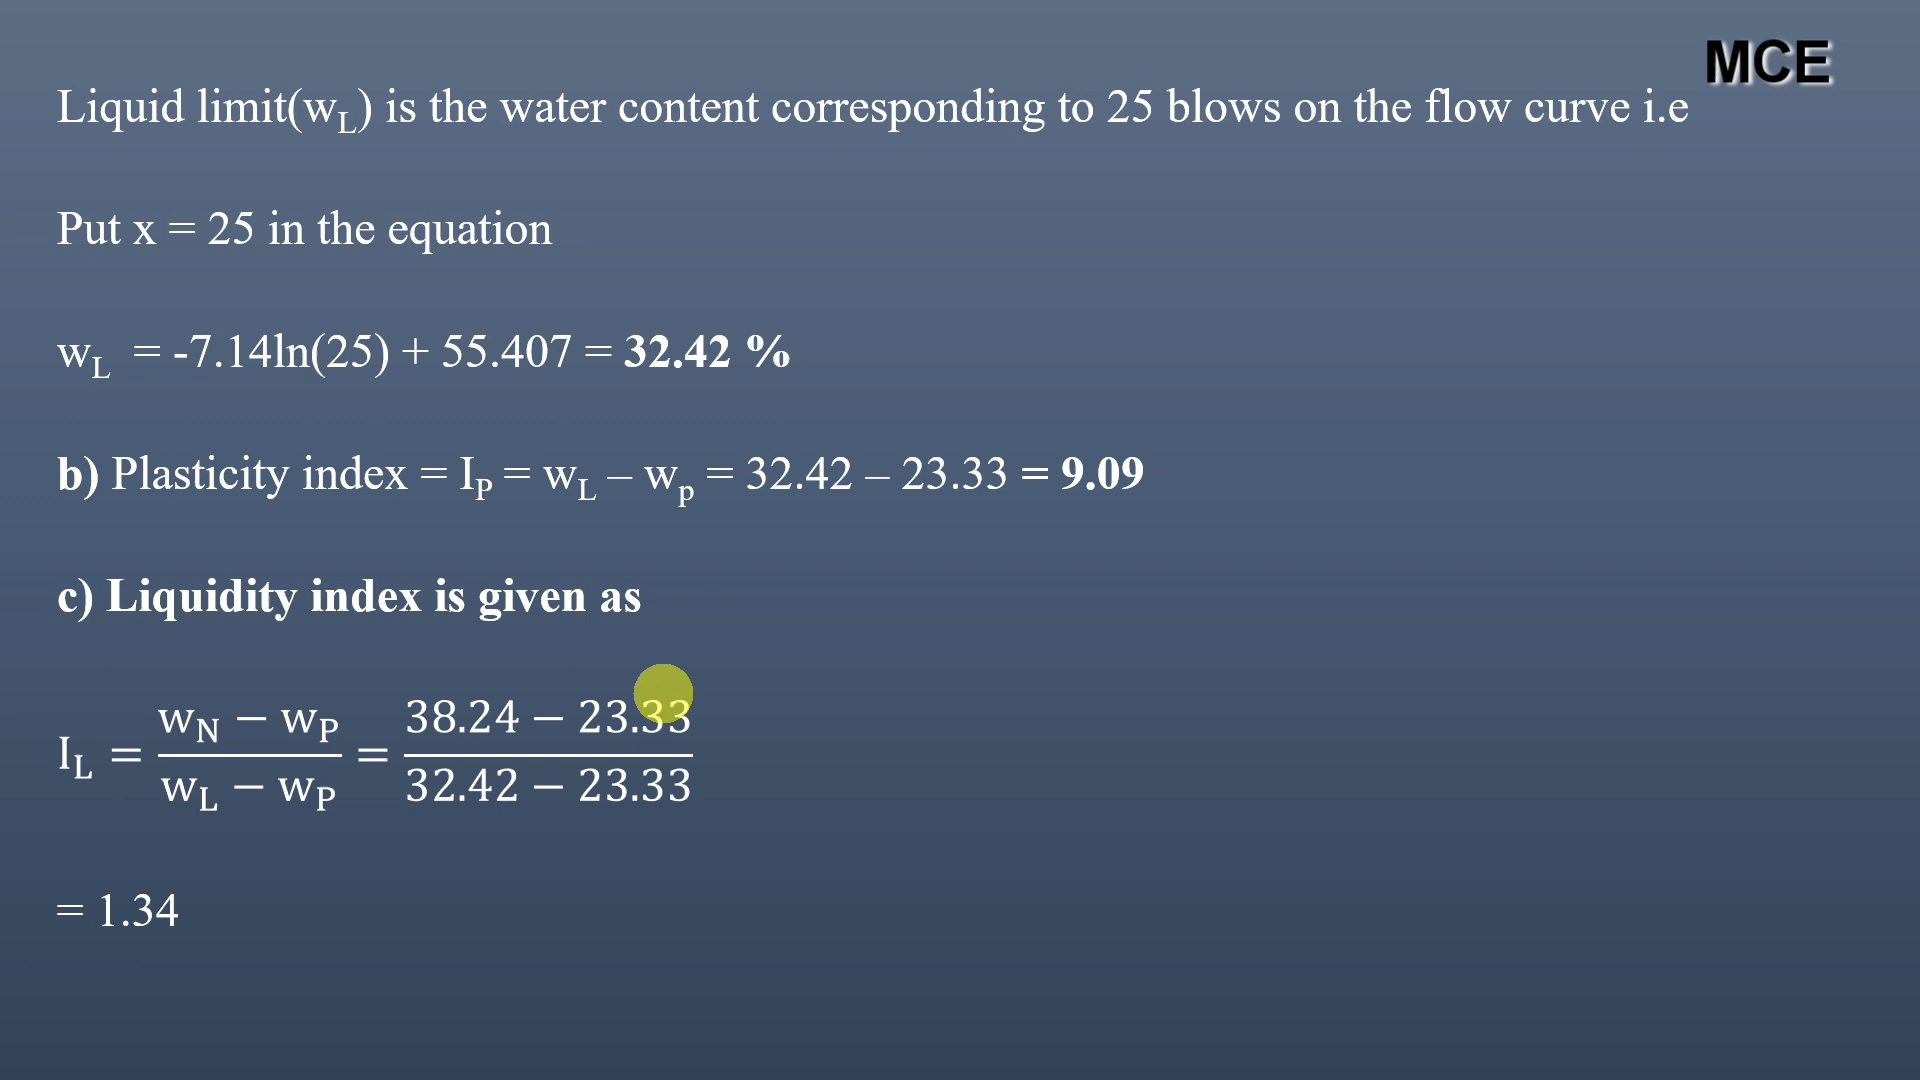 MCE
Liquid limit(wL) is the water content corresponding to 25 blows on the flow curve i.e
Put x = 25 in the equation
wL = -7.14ln(25) + 55.407 = 32.42 %
b) Plasticity index = IP = wL – wp = 32.42 – 23.33 = 9.09
c) Liquidity index is given as
IL = (wN − wP)/(wL − wP) = (38.24 − 23.33)/(32.42 − 23.33)
= 1.34